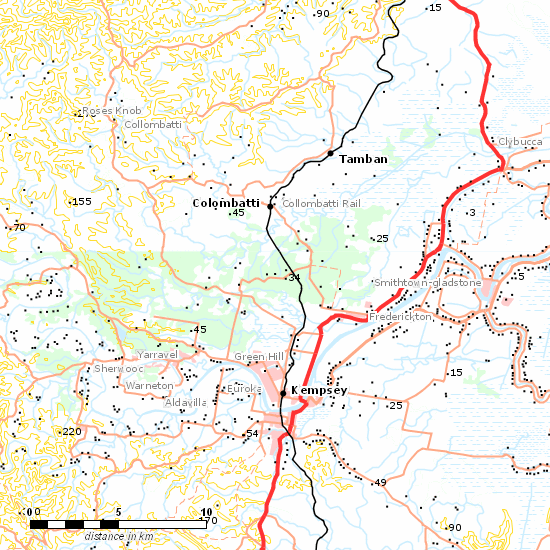 .90
.15
Roses Knob
.270
Collombatti
Clybucca
Tamban
.155
Colombatti
Collombatti Rail
.45
.3
.70
.25
.34
.5
Smithtown-gladstone
Frederickton
.45
Yarravel
Green Hill
Sherwood
Warneton
Euroka
Kempsey
.15
Aldavilla
.25
.220
.54
.49
00
5
10
.170
distance in km
.90